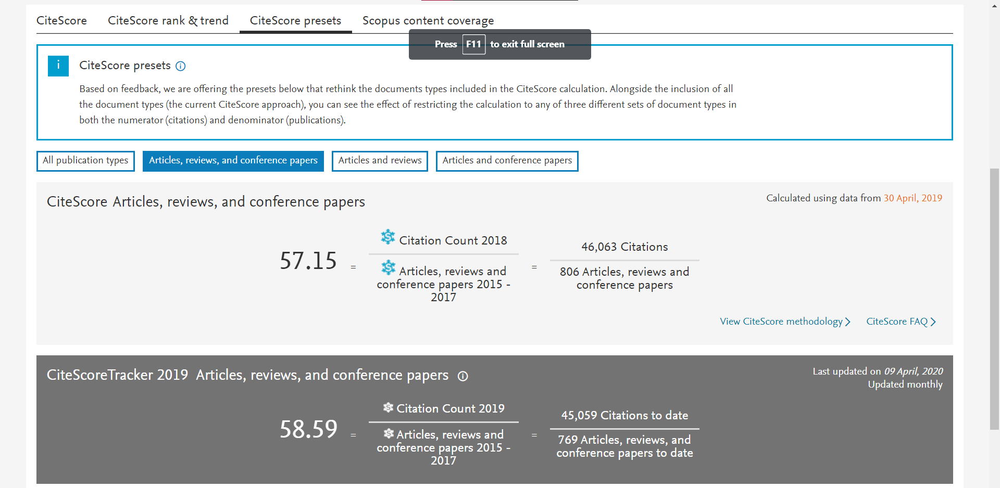 CiteScore CiteScore rank & trend CiteScore presets Scopus content coverage
Press F11 to exit full screen
i CiteScore presets i
Based on feedback, we are offering the presets below that rethink the documents types included in the CiteScore calculation. Alongside the inclusion of all
the document types (the current CiteScore approach), you can see the effect of restricting the calculation to any of three different sets of document types in
both the numerator (citations) and denominator (publications).
All publication types Articles, reviews, and conference papers Articles and reviews Articles and conference papers
CiteScore Articles, reviews, and conference papers
Calculated using data from 30 April, 2019
57.15 =
S Citation Count 2018
S Articles, reviews and
conference papers 2015 -
2017
=
46,063 Citations
806 Articles, reviews and
conference papers
View CiteScore methodology CiteScore FAQ
CiteScoreTracker 2019 Articles, reviews, and conference papers i
Last updated on 09 April, 2020
Updated monthly
58.59 =
S Citation Count 2019
S Articles, reviews and
conference papers 2015 -
2017
=
45,059 Citations to date
769 Articles, reviews, and
conference papers to date